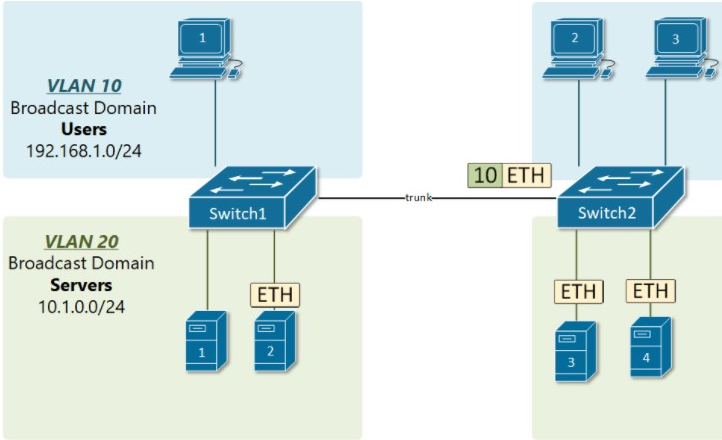 1
2
3
VLAN 10
Broadcast Domain
Users
192.168.1.0/24
10 ETH
trunk
Switch1
Switch2
VLAN 20
Broadcast Domain
Servers
10.1.0.0/24
ETH
ETH
ETH
1
2
3
4